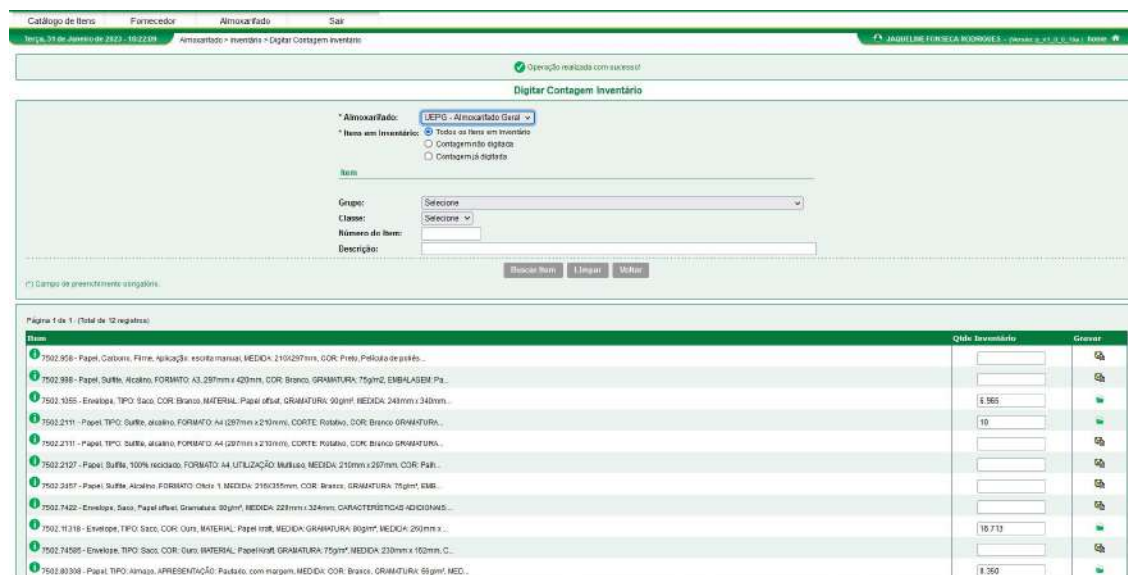 Catálogo de Itens Fornecedor Almoxarifado Sair
Terça, 31 de Janeiro de 2023 - 10:22:09 Almoxarifado > Inventário > Digitar Contagem Inventário JAQUELINE FONSECA RODRIGUES - home
Operação realizada com sucesso!
Digitar Contagem Inventário
* Almoxarifado: UEPG - Almoxarifado Geral
* Itens em Inventário: Todos os Itens em Inventário
Contagem não digitada
Contagem já digitada
Item
Grupo: Selecione
Classe: Selecione
Número do Item:
Descrição:
Buscar Item Limpar Voltar
(*) Campo de preenchimento obrigatório.
Página 1 de 1 - (Total de 12 registros)
Item Qtde Inventário Gravar
7502.958 - Papel, Carbono, Filme, Aplicação: escrita manual, MEDIDA: 210X297mm, COR: Preto, Película de poliés...
7502.998 - Papel, Sulfite, Alcalino, FORMATO: A3, 297mm x 420mm, COR: Branco, GRAMATURA: 75g/m2, EMBALAGEM: Pa...
7502.1055 - Envelope, TIPO: Saco, COR: Branco, MATERIAL: Papel offset, GRAMATURA: 90g/m², MEDIDA: 240mm x 340mm... 6.965
7502.2111 - Papel, TIPO: Sulfite, alcalino, FORMATO: A4 (297mm x 210mm), CORTE: Rotativo, COR: Branco GRAMATURA... 10
7502.2111 - Papel, TIPO: Sulfite, alcalino, FORMATO: A4 (297mm x 210mm), CORTE: Rotativo, COR: Branco GRAMATURA...
7502.2127 - Papel, Sulfite, 100% reciclado, FORMATO: A4, UTILIZAÇÃO: Multiuso, MEDIDA: 210mm x 297mm, COR: Palh...
7502.2457 - Papel, Sulfite, Alcalino, FORMATO: Ofício 1, MEDIDA: 216X355mm, COR: Branco, GRAMATURA: 75g/m², EMB...
7502.7422 - Envelope, Saco, Papel offset, Gramatura: 90g/m², MEDIDA: 229mm x 324mm, CARACTERÍSTICAS ADICIONAIS...
7502.11318 - Envelope, TIPO: Saco, COR: Ouro, MATERIAL: Papel kraft, MEDIDA: GRAMATURA: 80g/m², MEDIDA: 260mm x... 16.713
7502.74585 - Envelope, TIPO: Saco, COR: Ouro, MATERIAL: Papel Kraft, GRAMATURA: 75g/m², MEDIDA: 230mm x 162mm, C...
7502.80308 - Papel, TIPO: Almaço, APRESENTAÇÃO: Pautado, com margem, MEDIDA: COR: Branco, GRAMATURA: 56g/m², MED... 8.350